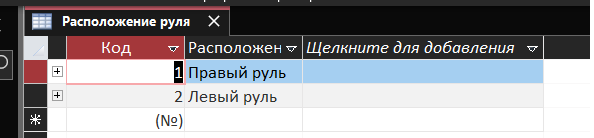 Расположение руля
Код Расположен Щелкните для добавления
1 Правый руль
2 Левый руль
(№)